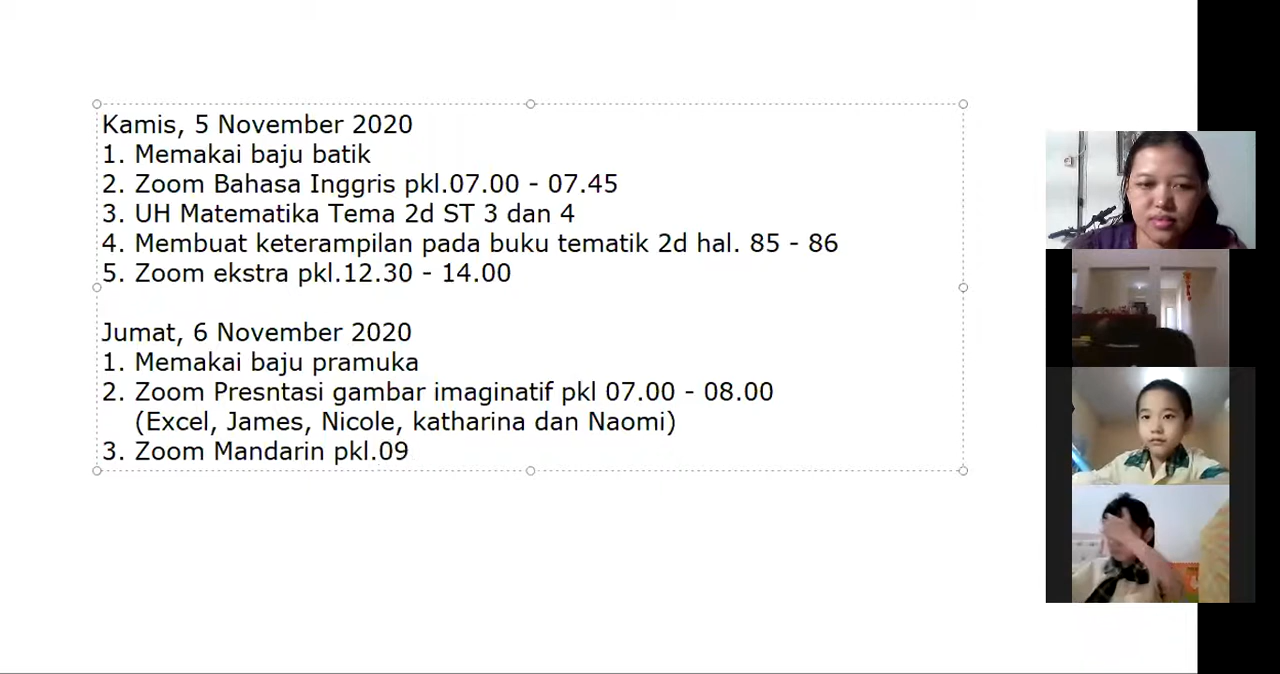 Kamis, 5 November 2020
1. Memakai baju batik
2. Zoom Bahasa Inggris pkl.07.00 - 07.45
3. UH Matematika Tema 2d ST 3 dan 4
4. Membuat keterampilan pada buku tematik 2d hal. 85 - 86
5. Zoom ekstra pkl.12.30 - 14.00
Jumat, 6 November 2020
1. Memakai baju pramuka
2. Zoom Presntasi gambar imaginatif pkl 07.00 - 08.00
(Excel, James, Nicole, katharina dan Naomi)
3. Zoom Mandarin pkl.09